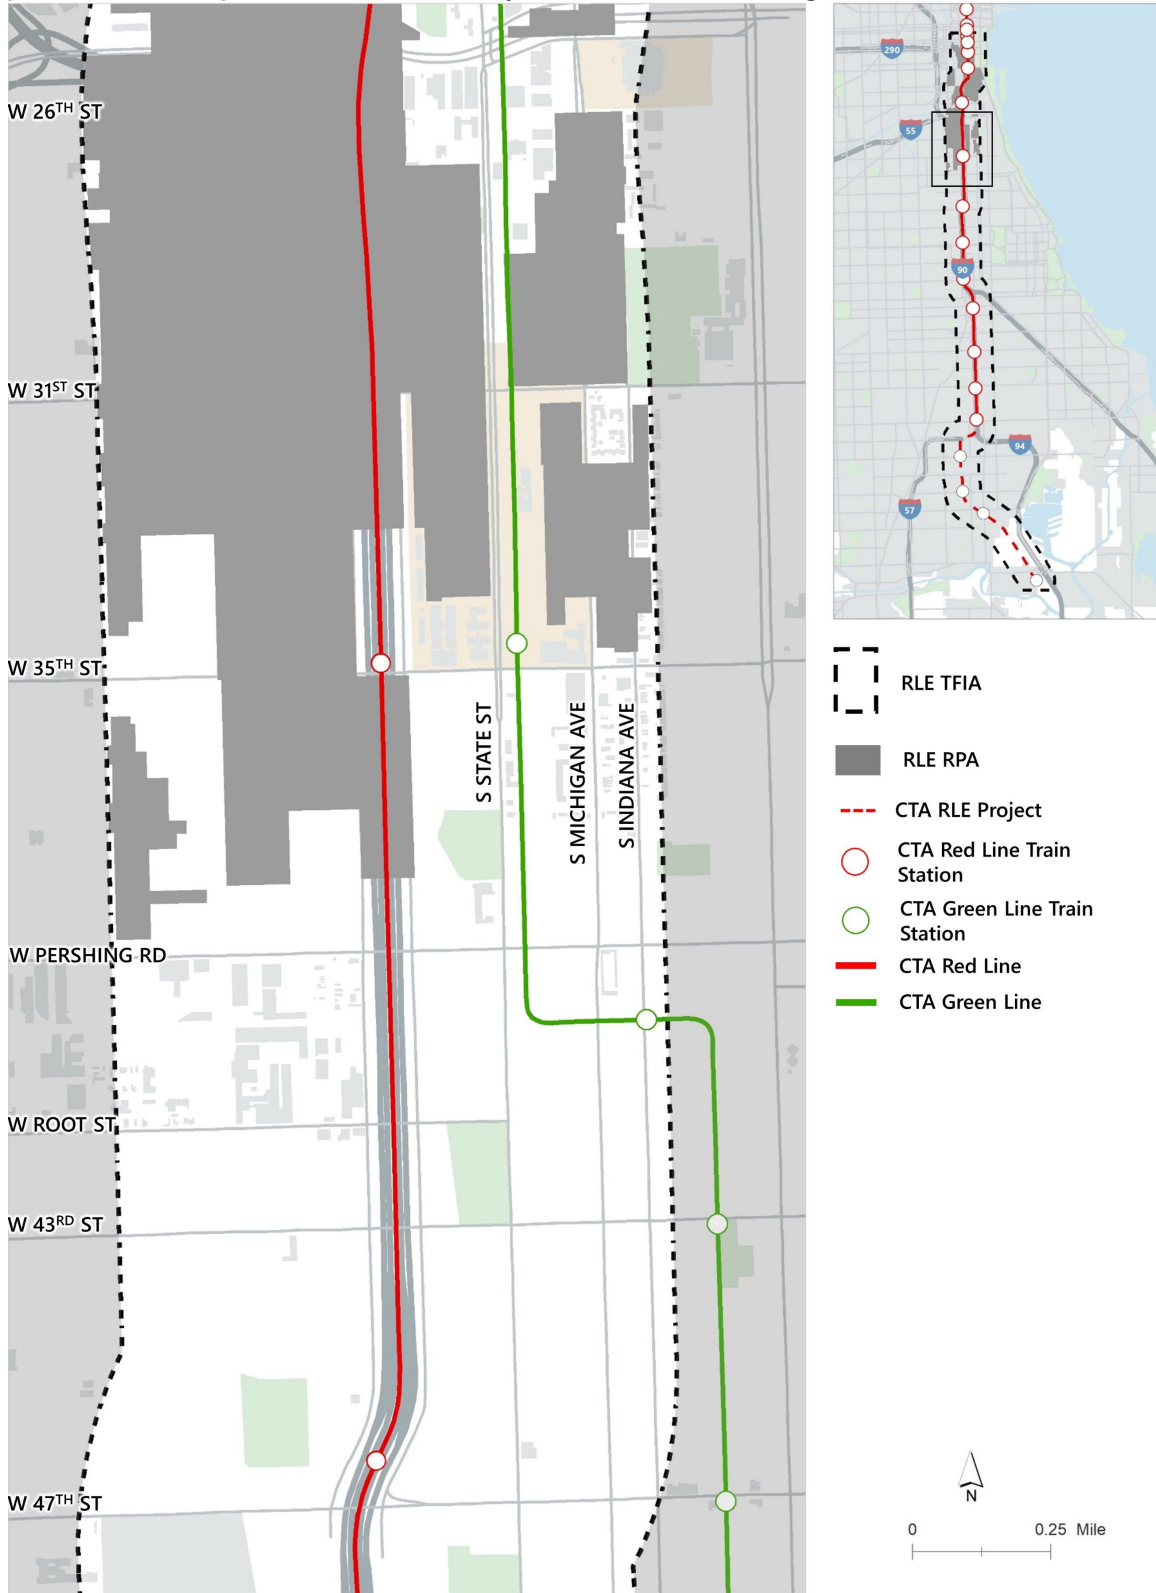 W 26TH ST
W 31ST ST
W 35TH ST
S STATE ST
S MICHIGAN AVE
S INDIANA AVE
W PERSHING RD
W ROOT ST
W 43RD ST
W 47TH ST
290
55
90
94
57
RLE TFIA
RLE RPA
CTA RLE Project
CTA Red Line Train
Station
CTA Green Line Train
Station
CTA Red Line
CTA Green Line
N
0 0.25 Mile